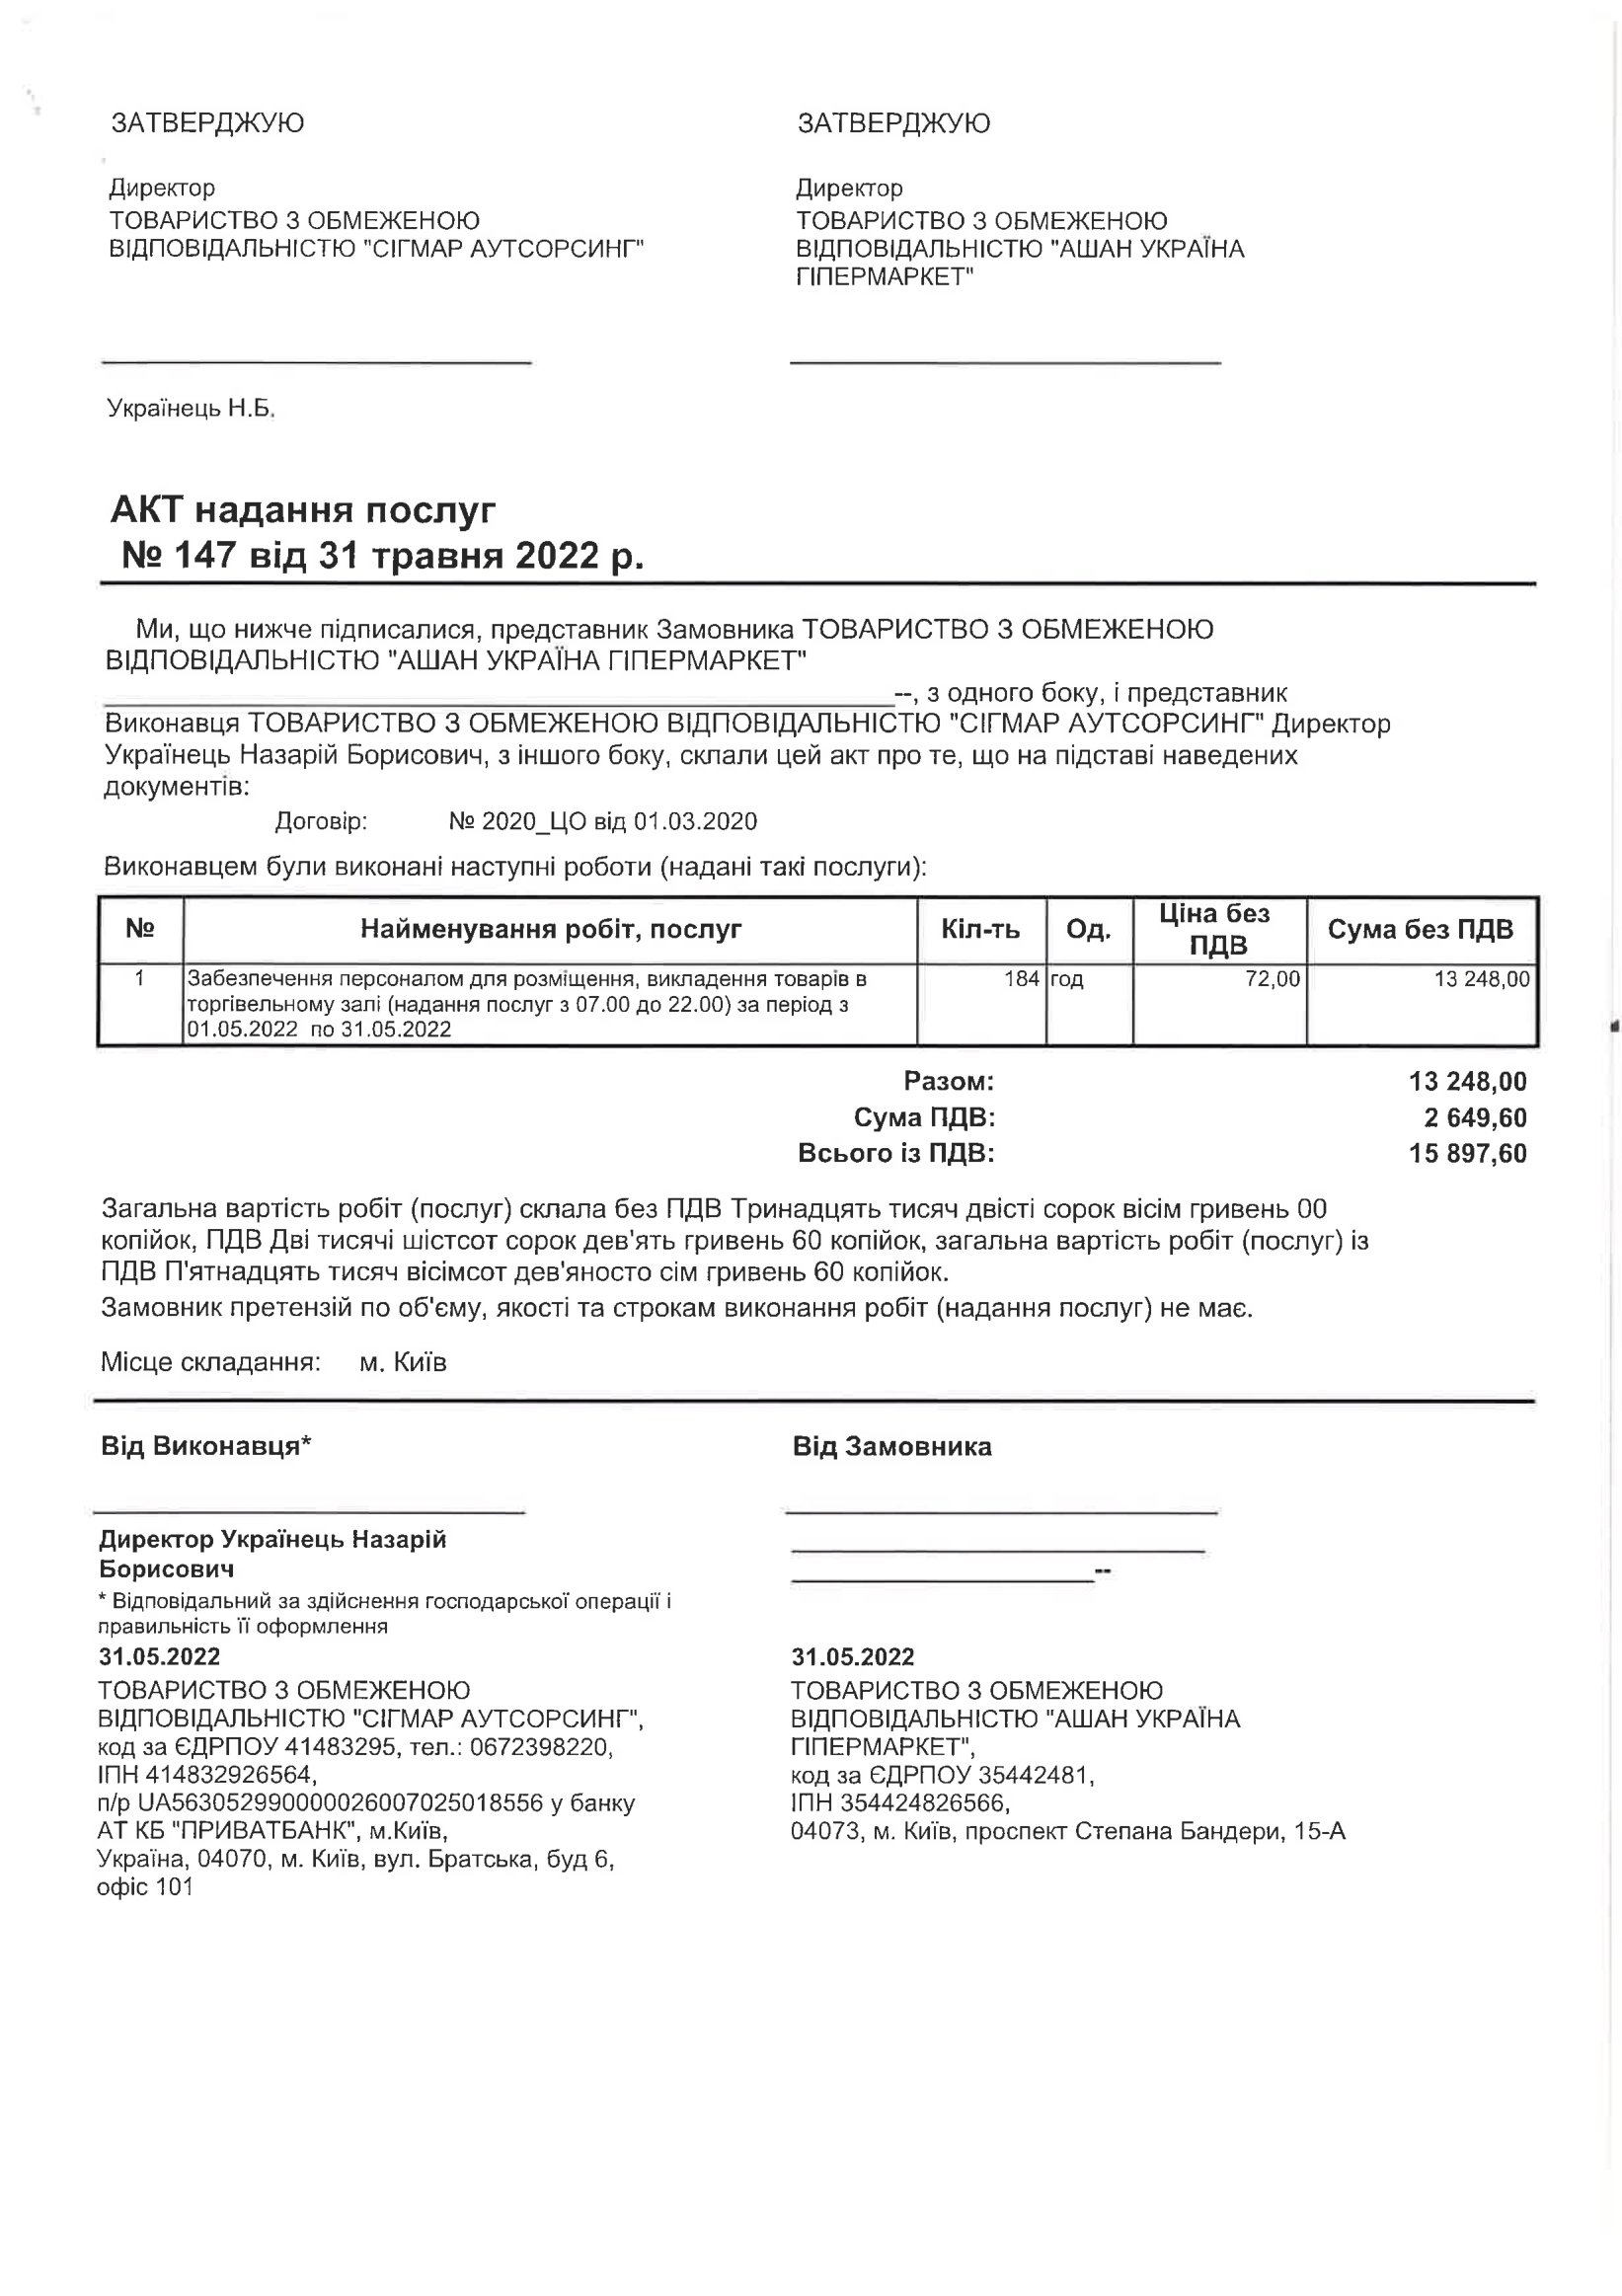 ЗАТВЕРДЖУЮ
Директор
ТОВАРИСТВО З ОБМЕЖЕНОЮ
ВІДПОВІДАЛЬНІСТЮ "СІГМАР АУТСОРСИНГ"
Українець Н.Б.
ЗАТВЕРДЖУЮ
Директор
ТОВАРИСТВО З ОБМЕЖЕНОЮ
ВІДПОВІДАЛЬНІСТЮ "АШАН УКРАЇНА
ГІПЕРМАРКЕТ"
АКТ надання послуг
№ 147 від 31 травня 2022 р.
Ми, що нижче підписалися, представник Замовника ТОВАРИСТВО З ОБМЕЖЕНОЮ
ВІДПОВІДАЛЬНІСТЮ "АШАН УКРАЇНА ГІПЕРМАРКЕТ"
--, з одного боку, і представник
Виконавця ТОВАРИСТВО З ОБМЕЖЕНОЮ ВІДПОВІДАЛЬНІСТЮ "СІГМАР АУТСОРСИНГ" Директор
Українець Назарій Борисович, з іншого боку, склали цей акт про те, що на підставі наведених
документів:
Договір: № 2020_ЦО від 01.03.2020
Виконавцем були виконані наступні роботи (надані такі послуги):
№ Найменування робіт, послуг Кіл-ть Од. Ціна без ПДВ Сума без ПДВ
1 Забезпечення персоналом для розміщення, викладення товарів в 184 год 72,00 13 248,00
торгівельному залі (надання послуг з 07.00 до 22.00) за період з
01.05.2022 по 31.05.2022
Разом: 13 248,00
Сума ПДВ: 2 649,60
Всього із ПДВ: 15 897,60
Загальна вартість робіт (послуг) склала без ПДВ Тринадцять тисяч двісті сорок вісім гривень 00
копійок, ПДВ Дві тисячі шістсот сорок дев'ять гривень 60 копійок, загальна вартість робіт (послуг) із
ПДВ П'ятнадцять тисяч вісімсот дев'яносто сім гривень 60 копійок.
Замовник претензій по об'єму, якості та строкам виконання робіт (надання послуг) не має.
Місце складання: м. Київ
Від Виконавця*
Директор Українець Назарій
Борисович
* Відповідальний за здійснення господарської операції і
правильність її оформлення
31.05.2022
ТОВАРИСТВО З ОБМЕЖЕНОЮ
ВІДПОВІДАЛЬНІСТЮ "СІГМАР АУТСОРСИНГ",
код за ЄДРПОУ 41483295, тел.: 0672398220,
ІПН 414832926564,
п/р UA563052990000026007025018556 у банку
АТ КБ "ПРИВАТБАНК", м.Київ,
Україна, 04070, м. Київ, вул. Братська, буд 6,
офіс 101
Від Замовника
--
31.05.2022
ТОВАРИСТВО З ОБМЕЖЕНОЮ
ВІДПОВІДАЛЬНІСТЮ "АШАН УКРАЇНА
ГІПЕРМАРКЕТ",
код за ЄДРПОУ 35442481,
ІПН 354424826566,
04073, м. Київ, проспект Степана Бандери, 15-А